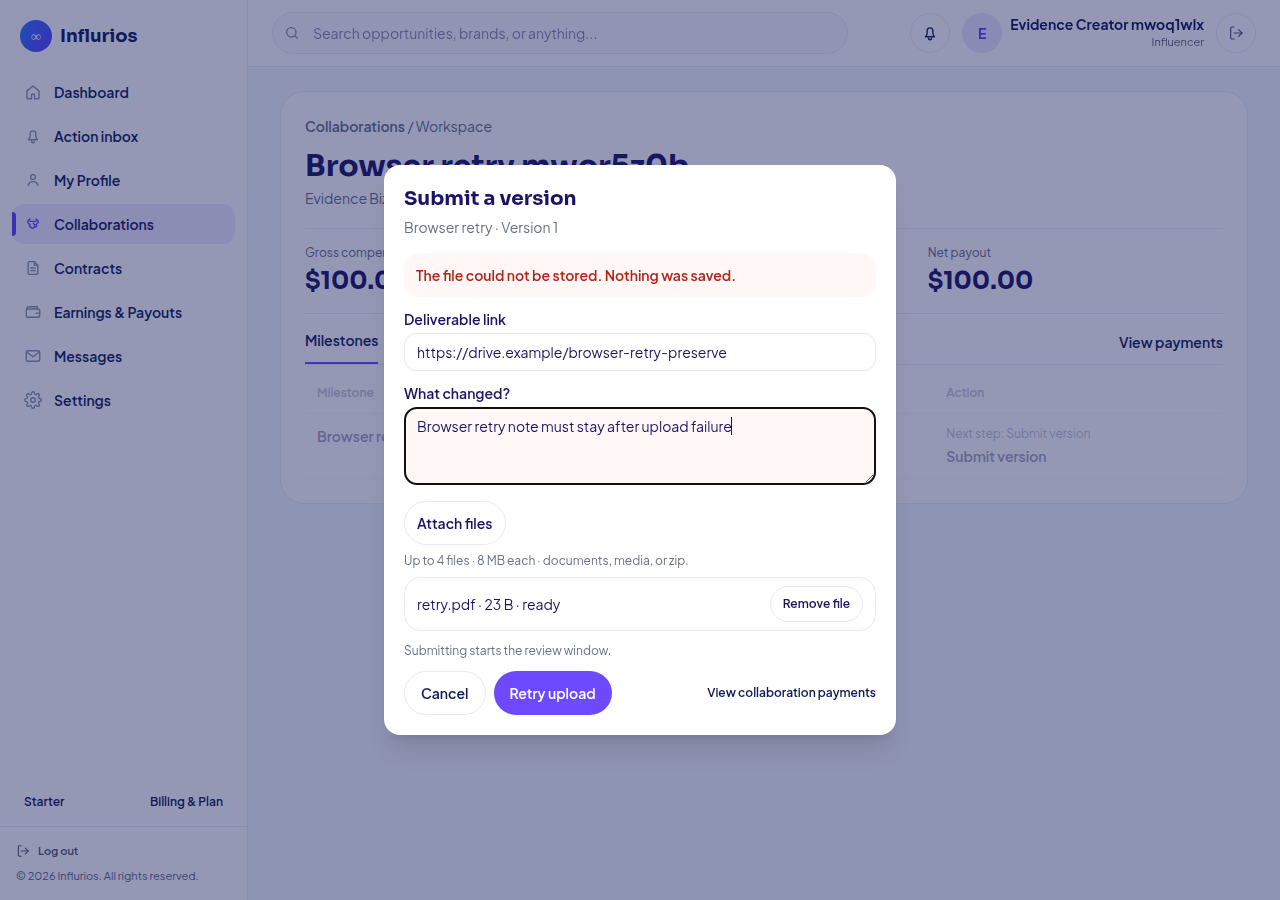 ∞ Influrios
Search opportunities, brands, or anything...
E
Evidence Creator mwoq1wlx
Influencer
Dashboard
Action inbox
My Profile
Collaborations
Contracts
Earnings & Payouts
Messages
Settings
Starter
Billing & Plan
Log out
© 2026 Influrios. All rights reserved.
Collaborations / Workspace
Browser retry
Evidence
Gross
$100.
Net payout
$100.00
Milestones
View payments
Milestone
Action
Browser
Next step: Submit version
Submit version
Submit a version
Browser retry · Version 1
The file could not be stored. Nothing was saved.
Deliverable link
https://drive.example/browser-retry-preserve
What changed?
Browser retry note must stay after upload failure
Attach files
Up to 4 files · 8 MB each · documents, media, or zip.
retry.pdf · 23 B · ready
Remove file
Submitting starts the review window.
Cancel
Retry upload
View collaboration payments